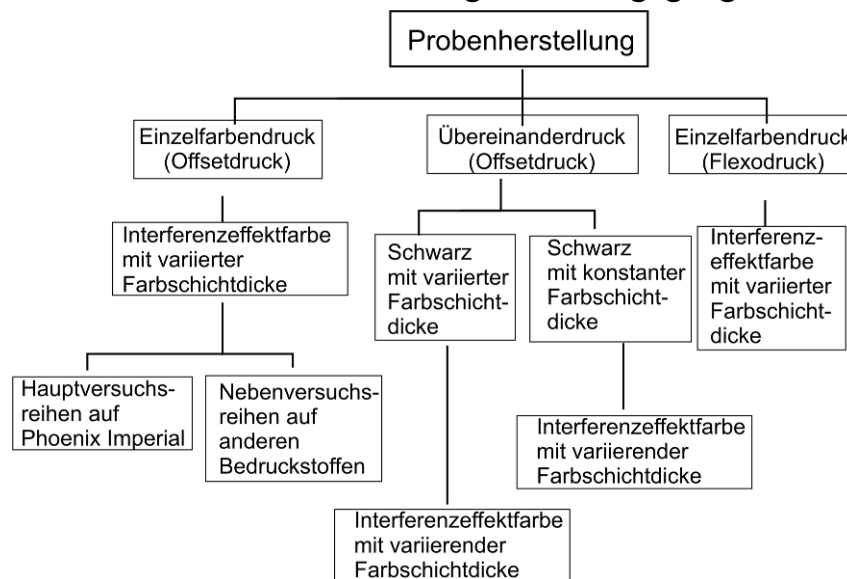 Probenherstellung
Einzelfarbendruck
(Offsetdruck)
Übereinanderdruck
(Offsetdruck)
Einzelfarbendruck
(Flexodruck)
Interferenzeffektfarbe
mit variierter
Farbschichtdicke
Schwarz
mit variierter
Farbschicht-
dicke
Schwarz
mit konstanter
Farbschicht-
dicke
Interferenz-
effektfarbe
mit variierter
Farbschicht-
dicke
Hauptversuchs-
reihen auf
Phoenix Imperial
Nebenversuchs-
reihen auf
anderen
Bedruckstoffen
Interferenzeffektfarbe
mit variierender
Farbschichtdicke
Interferenzeffektfarbe
mit variierender
Farbschichtdicke